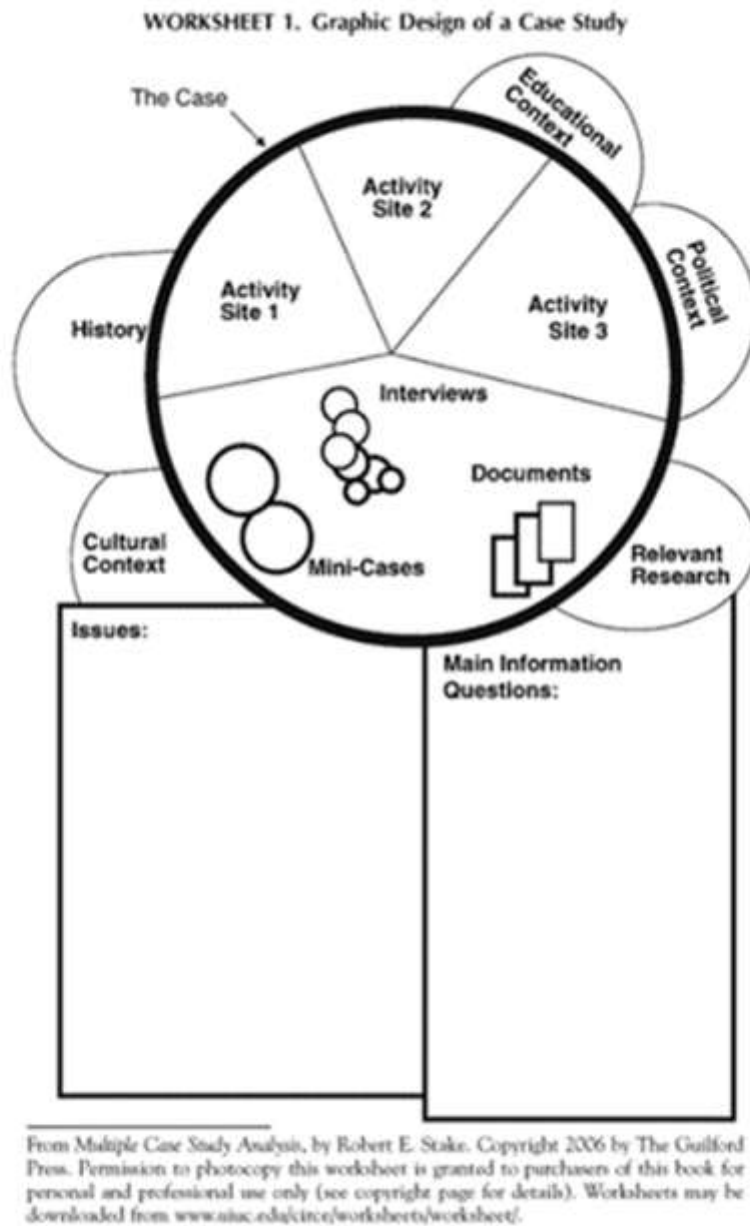 WORKSHEET 1. Graphic Design of a Case Study
The Case
Educational
Context
Activity
Site 2
Political
Context
Activity
Site 1
Activity
Site 3
History
Interviews
Documents
Cultural
Context
Mini-Cases
Relevant
Research
Issues:
Main Information
Questions:
From Multiple Case Study Analysis, by Robert E. Stake. Copyright 2006 by The Guilford
Press. Permission to photocopy this worksheet is granted to purchasers of this book for
personal and professional use only (see copyright page for details). Worksheets may be
downloaded from www.uiuc.edu/circe/worksheets/worksheet/.